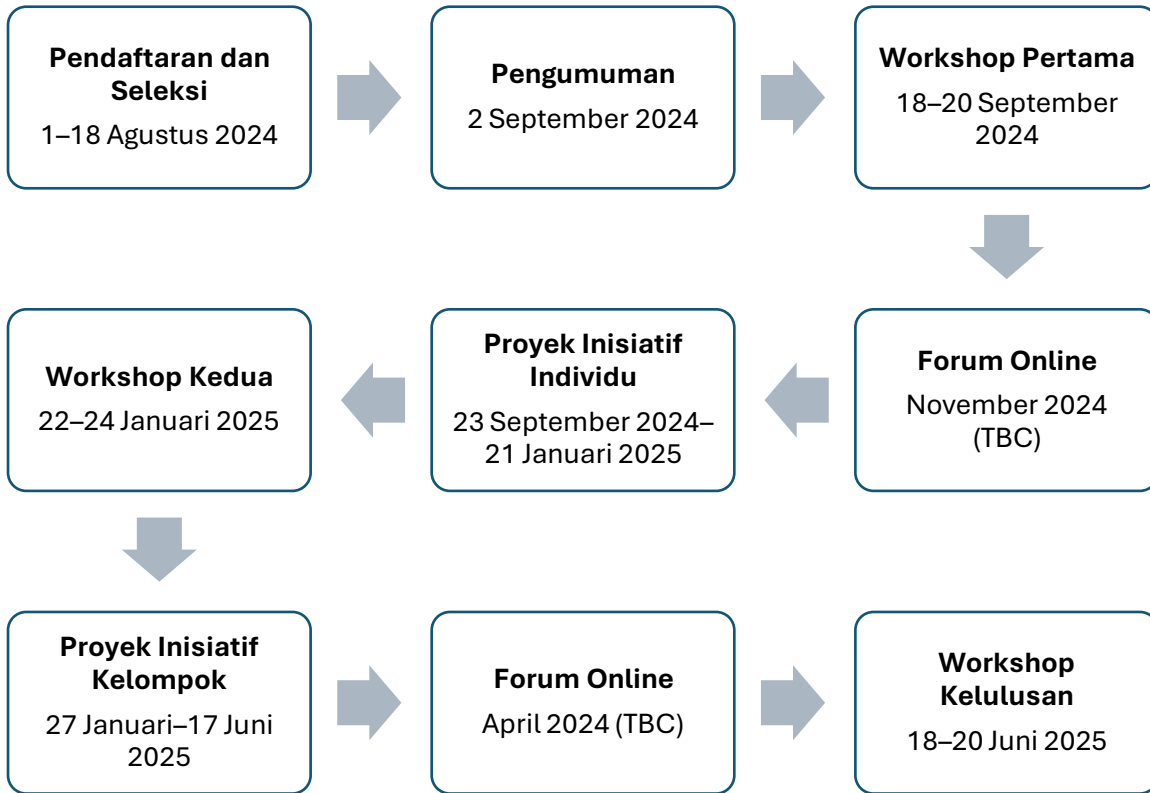 Pendaftaran dan
Seleksi
1–18 Agustus 2024
Pengumuman
2 September 2024
Workshop Pertama
18–20 September
2024
Forum Online
November 2024
(TBC)
Proyek Inisiatif
Individu
23 September 2024–
21 Januari 2025
Workshop Kedua
22–24 Januari 2025
Proyek Inisiatif
Kelompok
27 Januari–17 Juni
2025
Forum Online
April 2024 (TBC)
Workshop
Kelulusan
18–20 Juni 2025